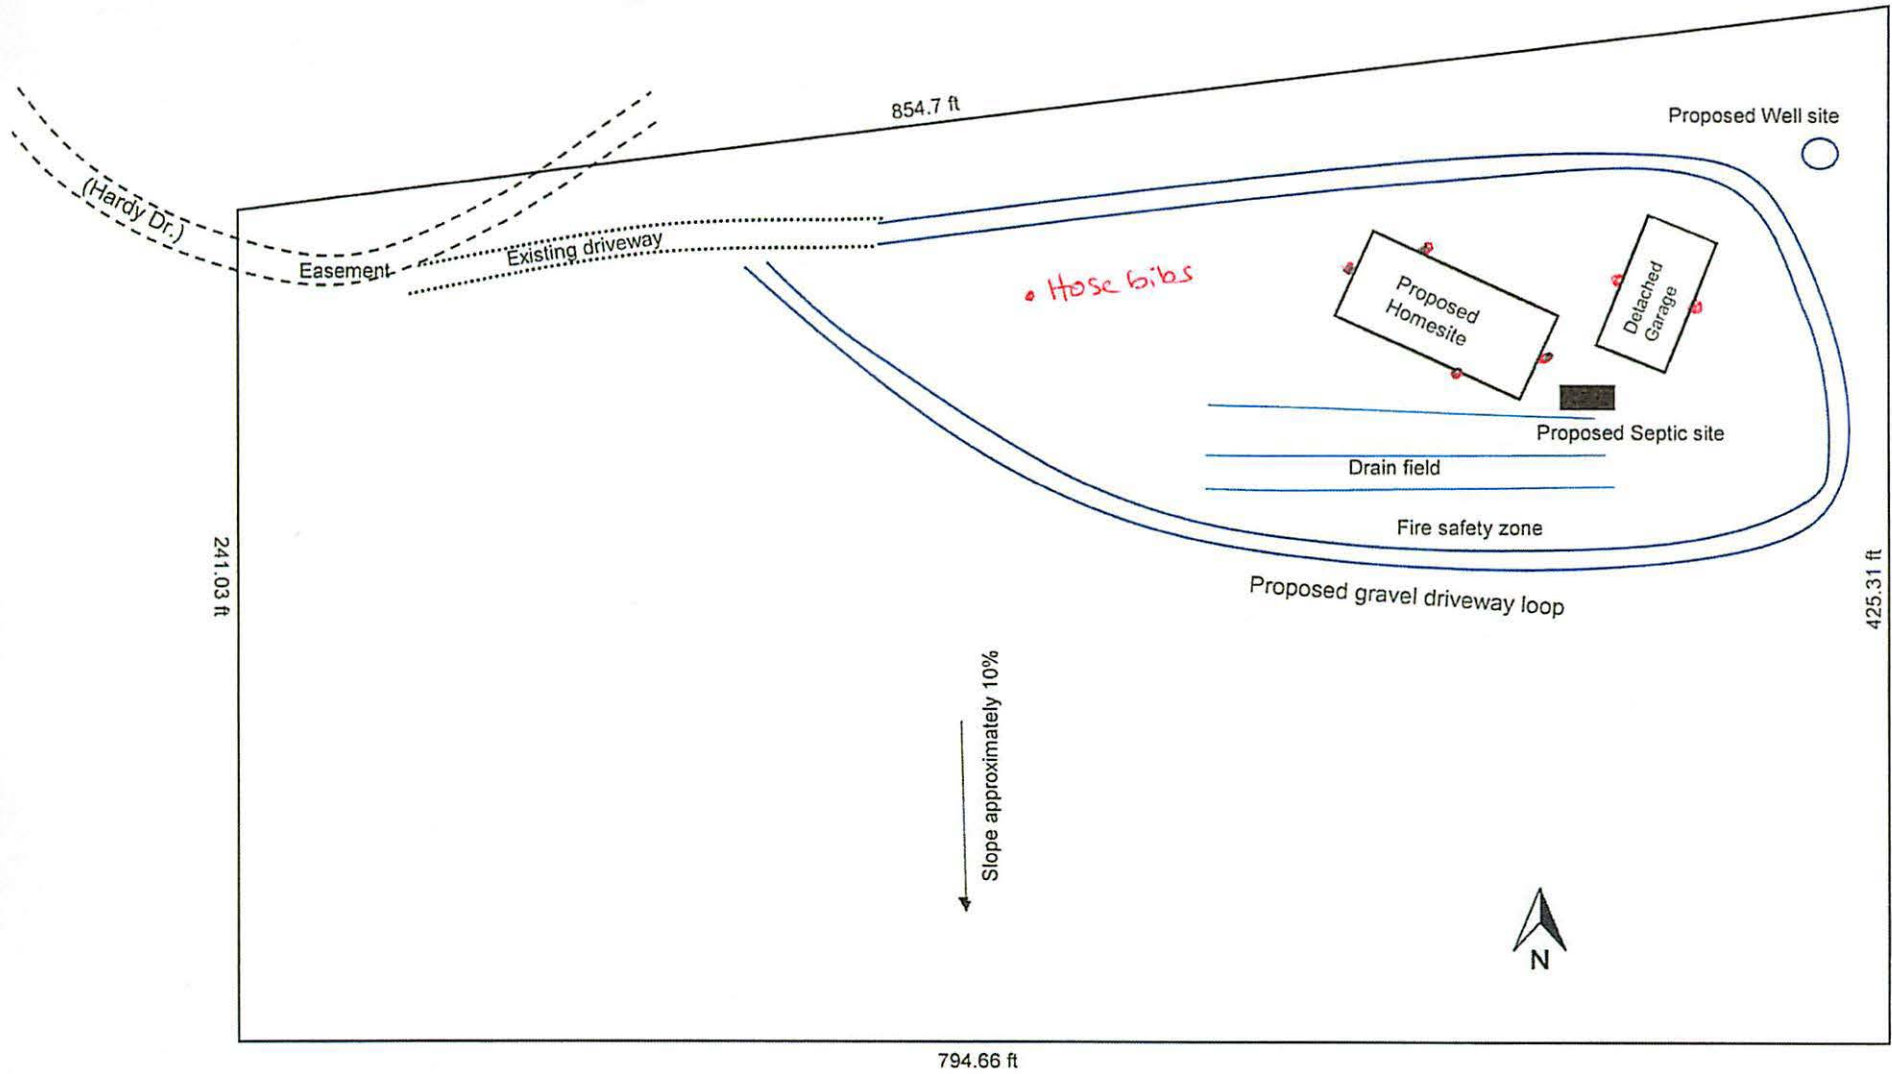 854.7 ft
Proposed Well site
(Hardy Dr.)
Easement
Existing driveway
• Hose bibs
Proposed
Homesite
Detached
Garage
Proposed Septic site
Drain field
Fire safety zone
Proposed gravel driveway loop
241.03 ft
425.31 ft
Slope approximately 10%
N
794.66 ft